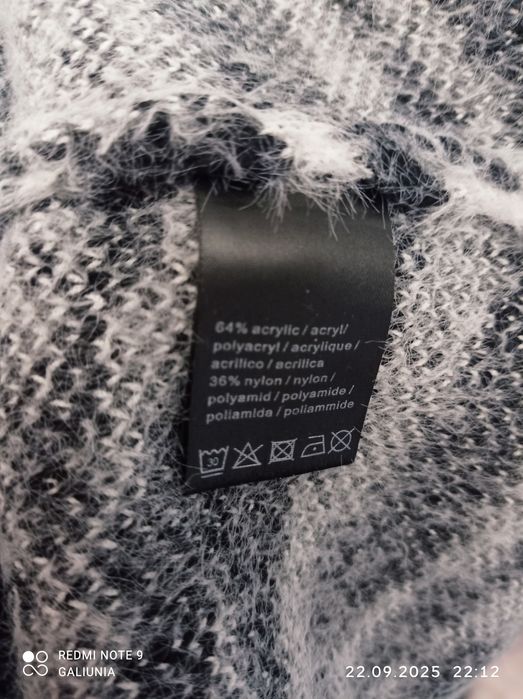 64% acrylic / acryl/
polyacryl / acrylique /
acrilico / acrilica
36% nylon / nylon /
polyamid / polyamide /
poliamida / poliammide
30
REDMI NOTE 9
GALIUNIA
22.09.2025 22:12